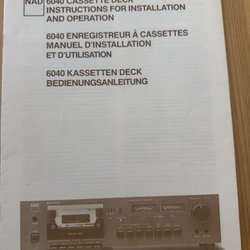 NAD
6040 CASSETTE DECK
INSTRUCTIONS FOR INSTALLATION
AND OPERATION
6040 ENREGISTREUR À CASSETTES
MANUEL D'INSTALLATION
ET D'UTILISATION
6040 KASSETTEN DECK
BEDIENUNGSANLEITUNG